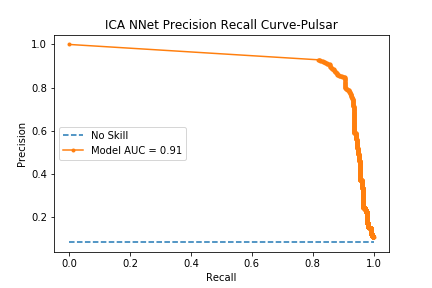 ICA NNet Precision Recall Curve-Pulsar
1.0
0.8
0.6
0.4
0.2
Precision
No Skill
Model AUC = 0.91
0.0 0.2 0.4 0.6 0.8 1.0
Recall